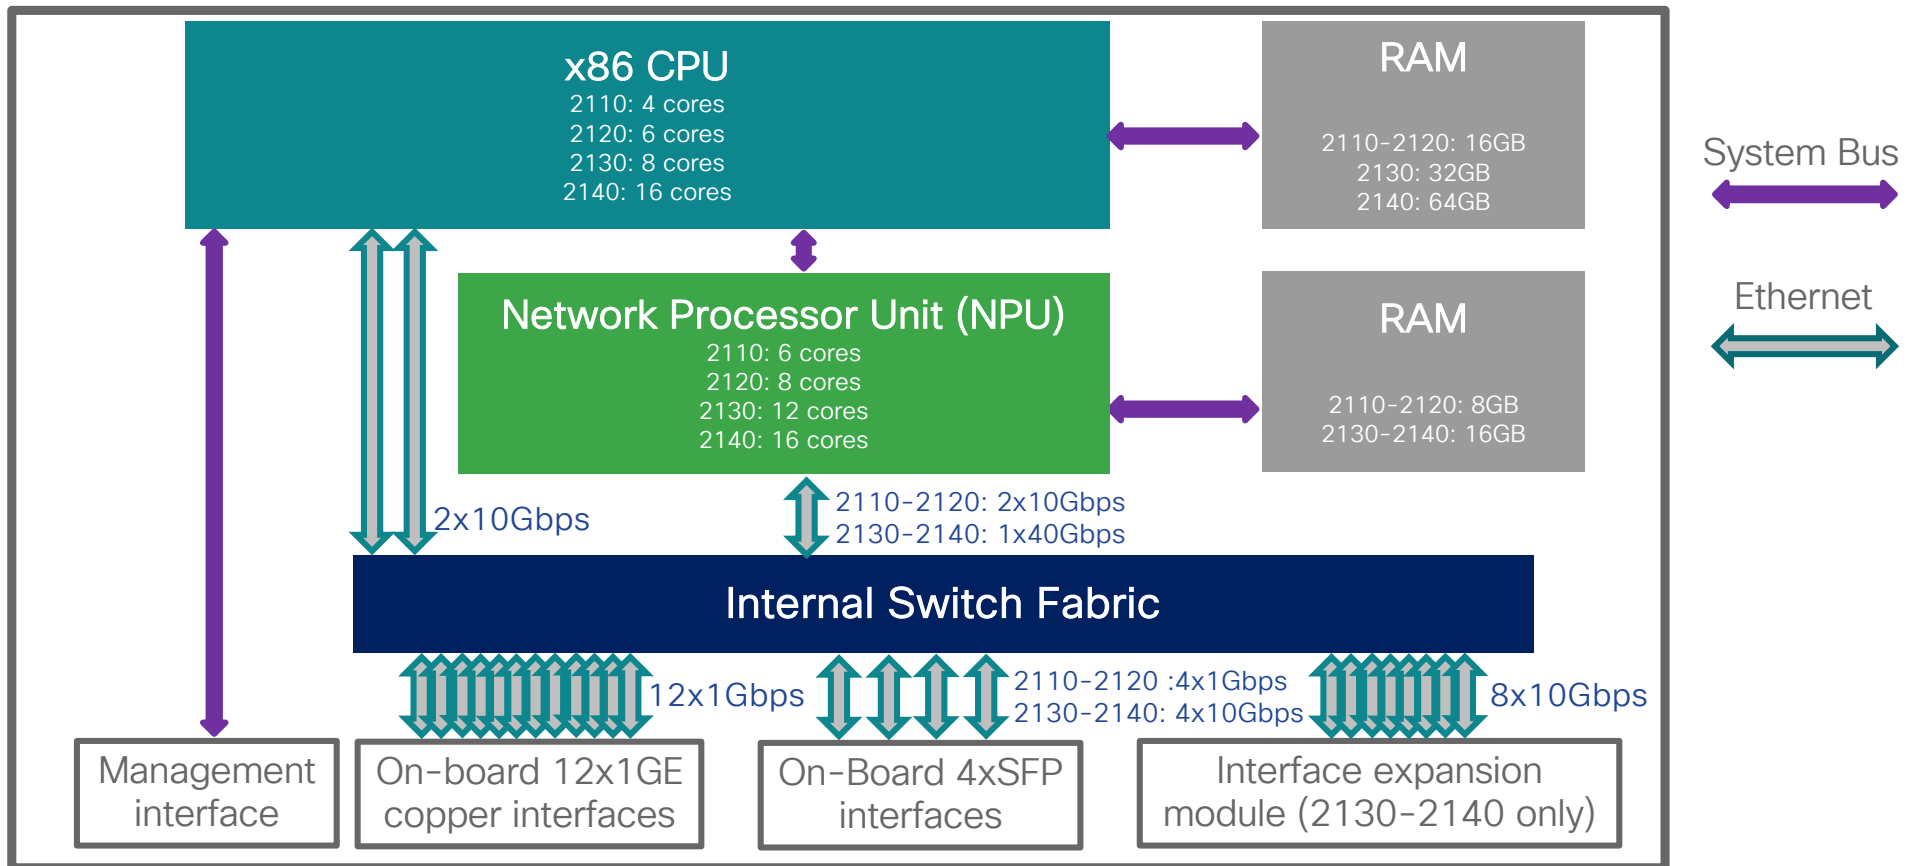 x86 CPU
2110: 4 cores
2120: 6 cores
2130: 8 cores
2140: 16 cores
RAM
2110-2120: 16GB
2130: 32GB
2140: 64GB
System Bus
Ethernet
Network Processor Unit (NPU)
2110: 6 cores
2120: 8 cores
2130: 12 cores
2140: 16 cores
RAM
2110-2120: 8GB
2130-2140: 16GB
2x10Gbps
2110-2120: 2x10Gbps
2130-2140: 1x40Gbps
Internal Switch Fabric
12x1Gbps
2110-2120 :4x1Gbps
2130-2140: 4x10Gbps
8x10Gbps
Management
interface
On-board 12x1GE
copper interfaces
On-Board 4xSFP
interfaces
Interface expansion
module (2130-2140 only)